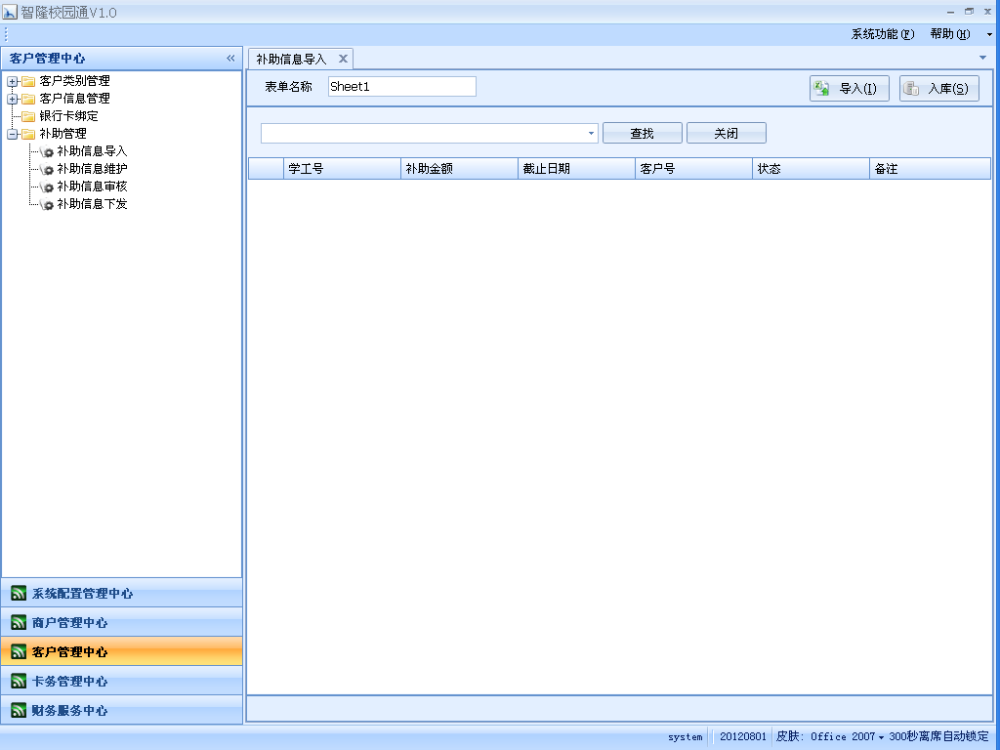 智隆校园通V1.0
系统功能(F) 帮助(H)
客户管理中心
客户类别管理
客户信息管理
银行卡绑定
补助管理
补助信息导入
补助信息维护
补助信息审核
补助信息下发
系统配置管理中心
商户管理中心
客户管理中心
卡务管理中心
财务服务中心
补助信息导入
表单名称 Sheet1 导入(I) 入库(S)
查找 关闭
学工号 补助金额 截止日期 客户号 状态 备注
system 20120801 皮肤: Office 2007 300秒离席自动锁定